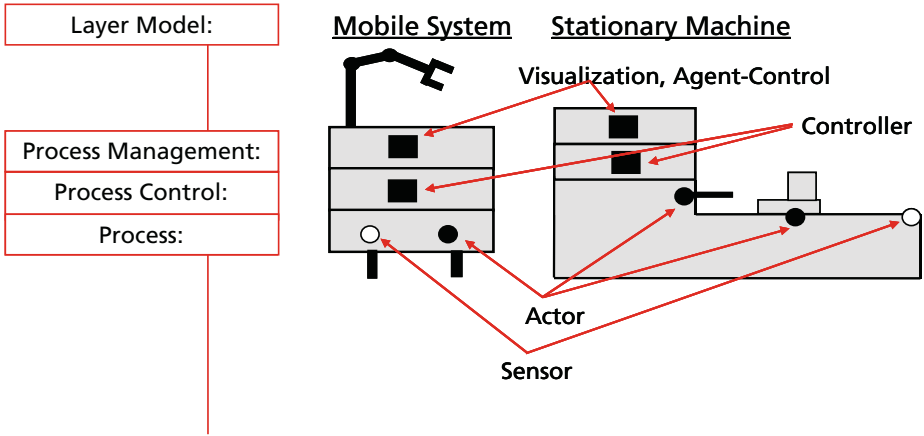 Layer Model:
Mobile System
Stationary Machine
Visualization, Agent-Control
Controller
Process Management:
Process Control:
Process:
Actor
Sensor